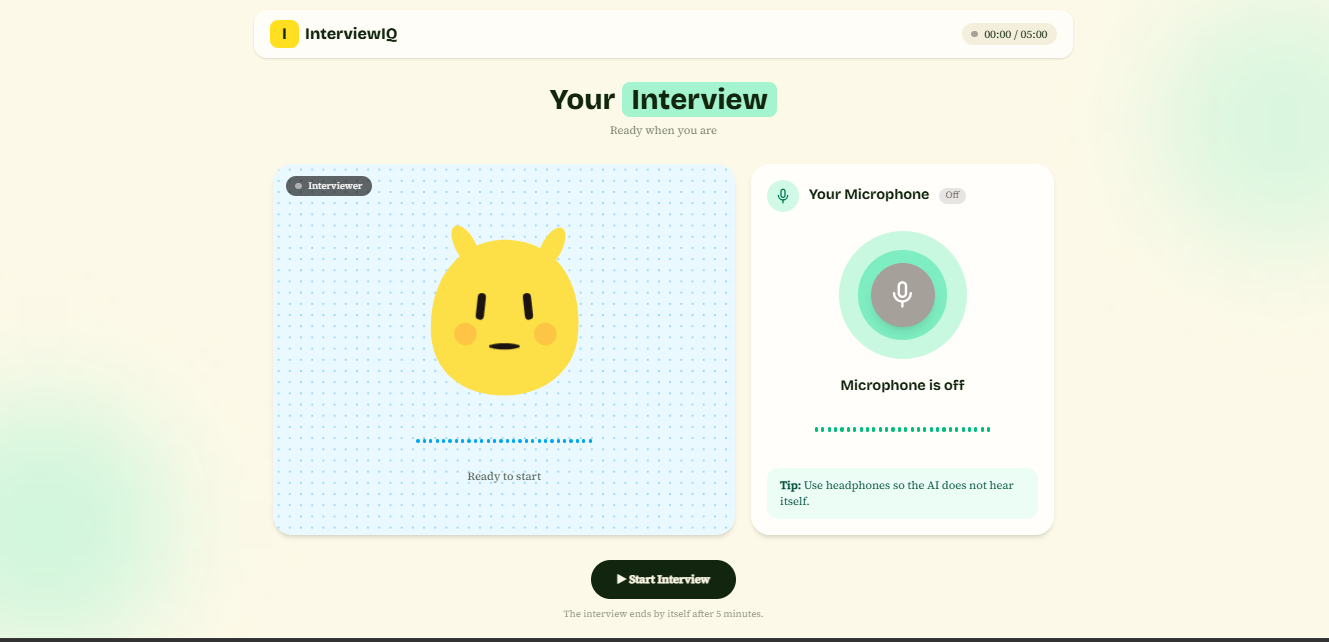 I InterviewIQ
00:00 / 05:00
Your Interview
Ready when you are
Interviewer
Ready to start
Your Microphone Off
Microphone is off
Tip: Use headphones so the AI does not hear
itself.
▶ Start Interview
The interview ends by itself after 5 minutes.